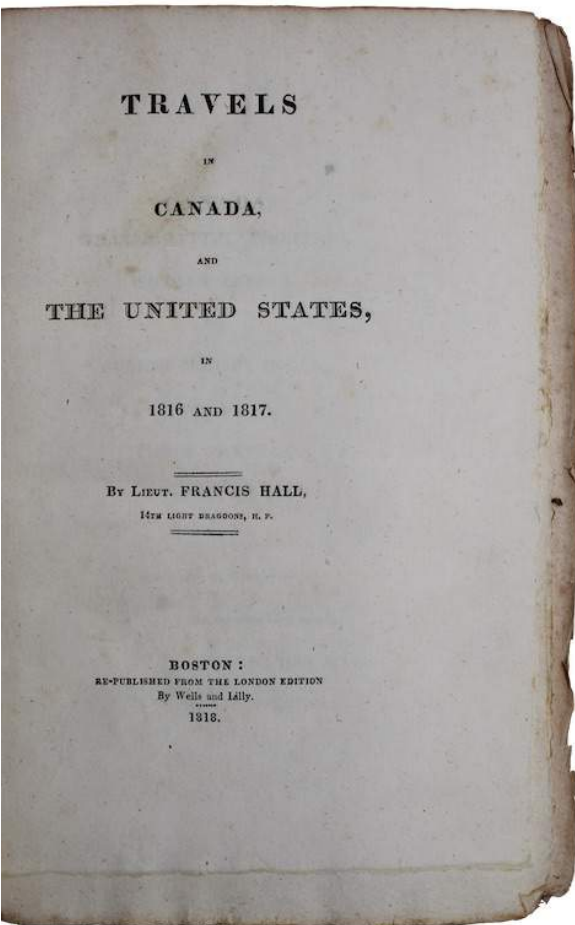 TRAVELS
IN
CANADA,
AND
THE UNITED STATES,
IN
1816 AND 1817.
BY LIEUT. FRANCIS HALL,
14TH LIGHT DRAGOONS, H. P.
BOSTON:
RE-PUBLISHED FROM THE LONDON EDITION
By Wells and Lilly.
1818.